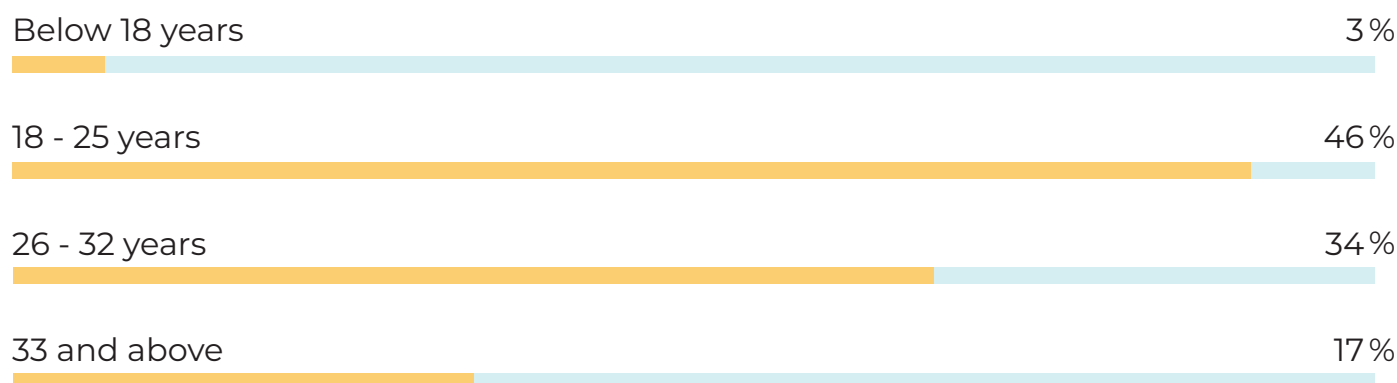 Below 18 years 3 %
18 - 25 years 46 %
26 - 32 years 34 %
33 and above 17 %